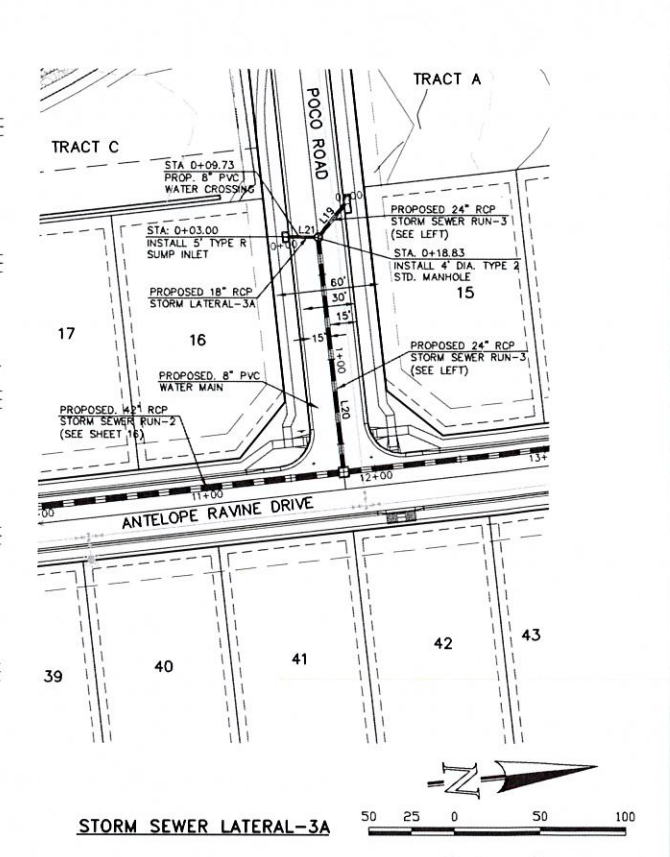 TRACT A
POCO ROAD
TRACT C
STA 0+09.73
PROP. 8" PVC
WATER CROSSING
0+00
L19
PROPOSED 24" RCP
STORM SEWER RUN-3
(SEE LEFT)
L21
STA: 0+03.00
INSTALL 5' TYPE R
SUMP INLET
0+00
STA. 0+18.83
INSTALL 4' DIA. TYPE 2
STD. MANHOLE
PROPOSED 18" RCP
STORM LATERAL-3A
60'
30'
15'
15'
15
17
16
1+00
PROPOSED 24" RCP
STORM SEWER RUN-3
(SEE LEFT)
PROPOSED. 8" PVC
WATER MAIN
L20
PROPOSED. 42" RCP
STORM SEWER RUN-2
(SEE SHEET 16)
13+
12+00
11+00
:00
ANTELOPE RAVINE DRIVE
39
40
41
42
43
N
STORM SEWER LATERAL-3A
50 25 0 50 100